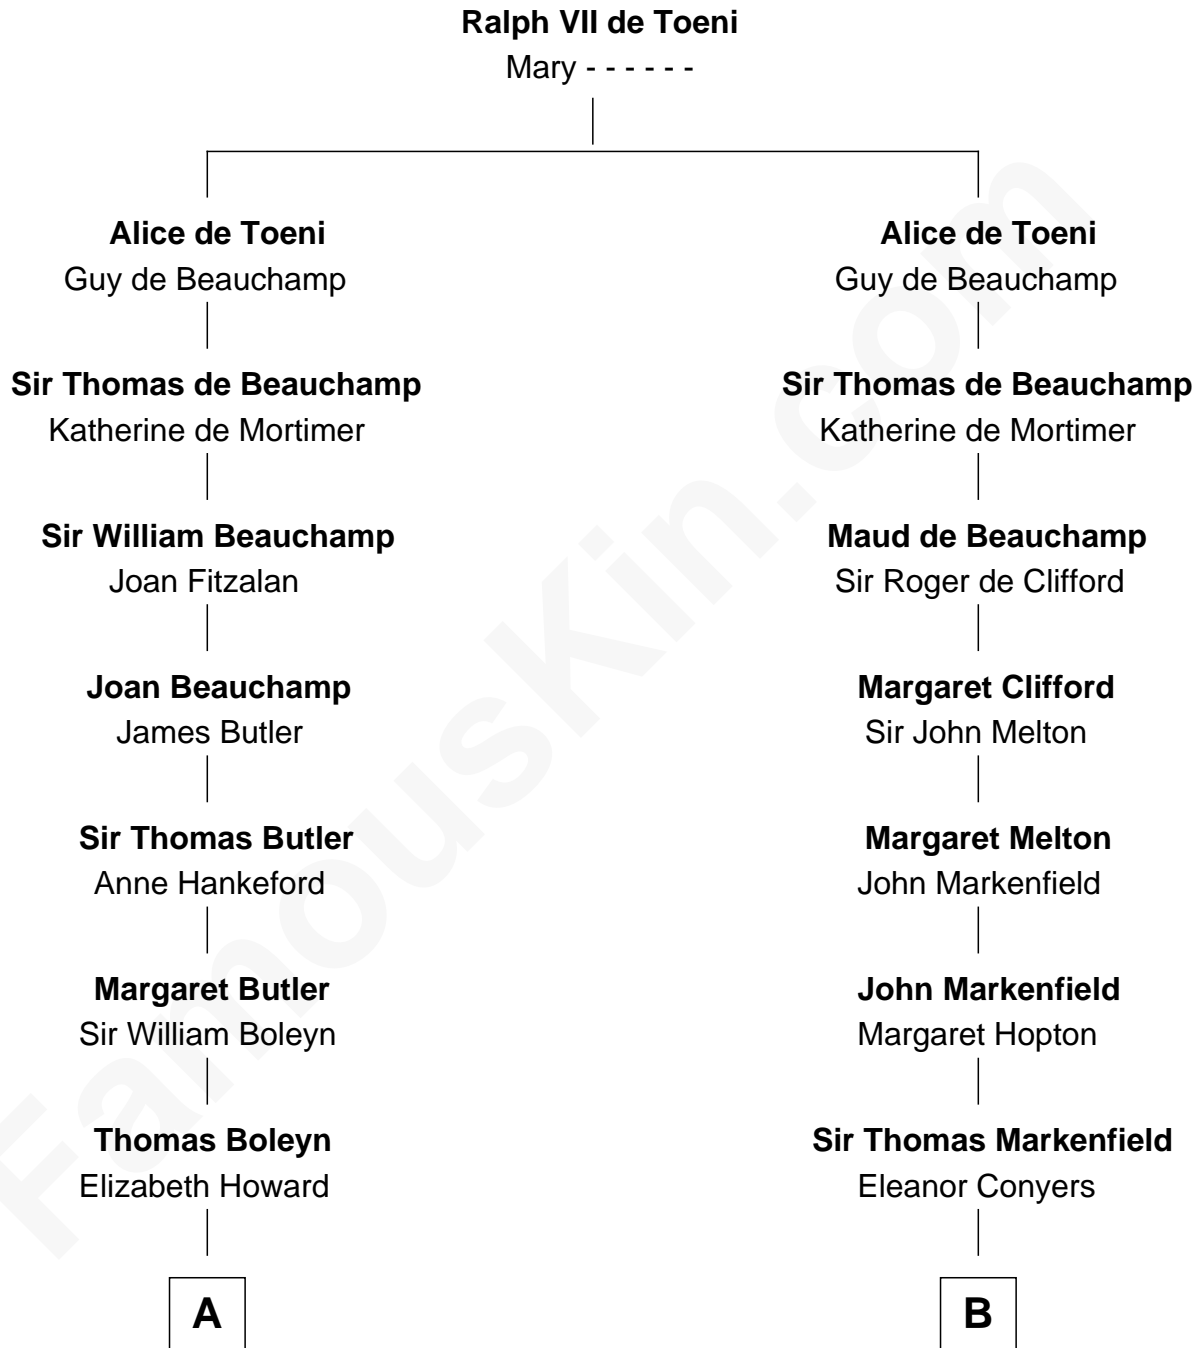 Ralph VII de Toeni
Mary - - - - - -
Alice de Toeni
Guy de Beauchamp
Sir Thomas de Beauchamp
Katherine de Mortimer
Sir William Beauchamp
Joan Fitzalan
Joan Beauchamp
James Butler
Sir Thomas Butler
Anne Hankeford
Margaret Butler
Sir William Boleyn
Thomas Boleyn
Elizabeth Howard
A
Alice de Toeni
Guy de Beauchamp
Sir Thomas de Beauchamp
Katherine de Mortimer
Maud de Beauchamp
Sir Roger de Clifford
Margaret Clifford
Sir John Melton
Margaret Melton
John Markenfield
John Markenfield
Margaret Hopton
Sir Thomas Markenfield
Eleanor Conyers
B
FamousKin.com